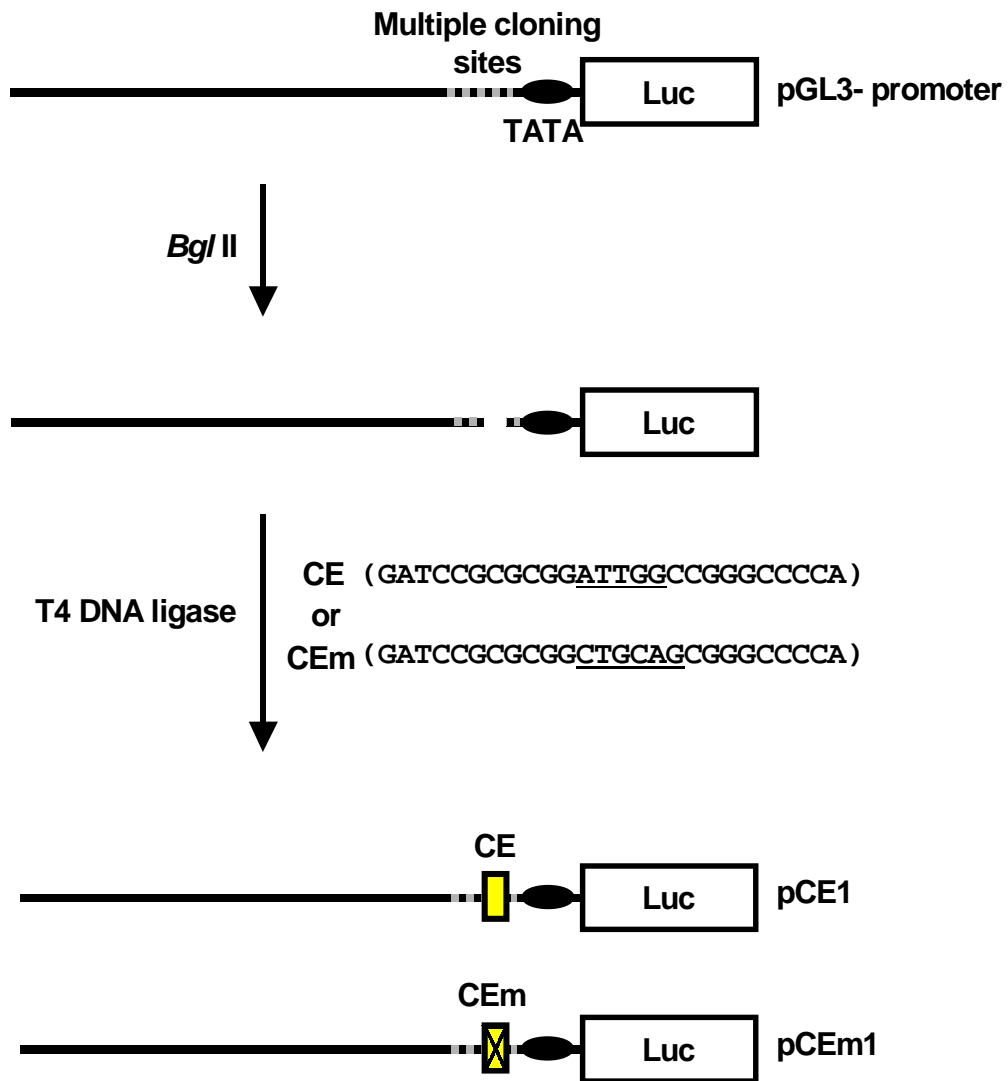 Multiple cloning
sites
Luc
pGL3- promoter
TATA
Bgl II
Luc
T4 DNA ligase
CE (GATCCGCGCGGATTGGCCGGGCCCCA)
or
CEm (GATCCGCGCGGCTGCAGCGGGCCCCA)
CE
Luc
pCE1
CEm
Luc
pCEm1